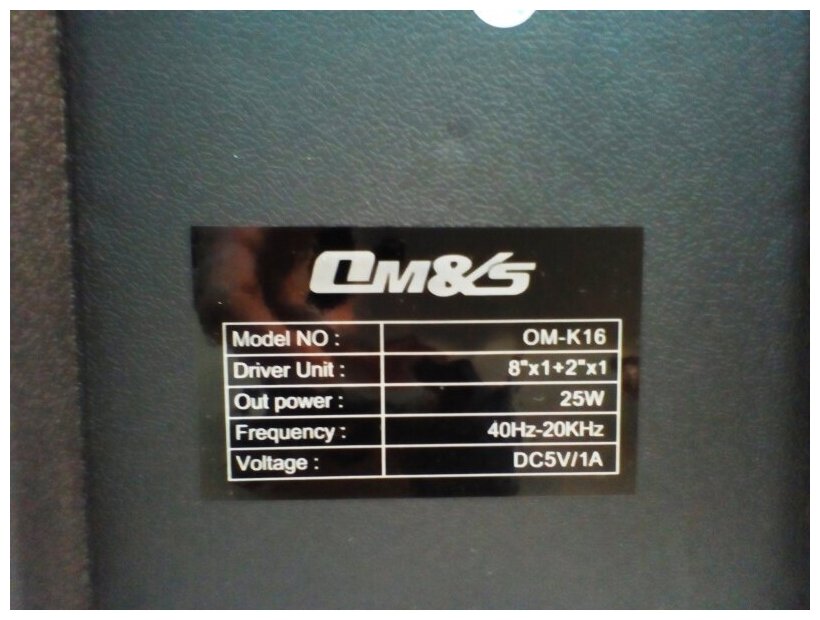 OM&S
Model NO : OM-K16
Driver Unit : 8"x1+2"x1
Out power : 25W
Frequency : 40Hz-20KHz
Voltage : DC5V/1A